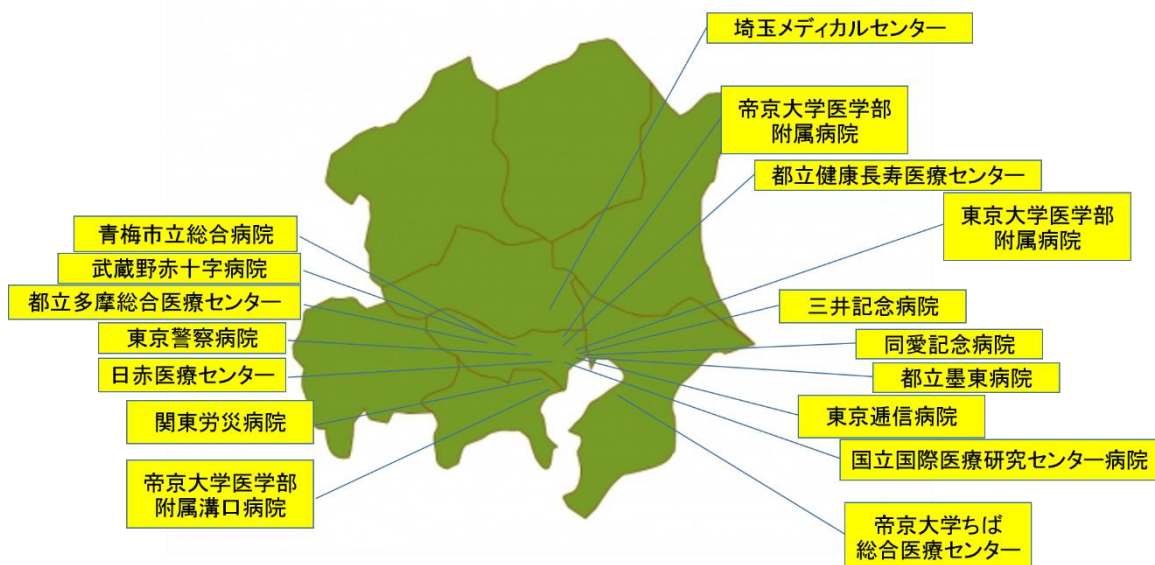 埼玉メディカルセンター
帝京大学医学部
附属病院
都立健康長寿医療センター
東京大学医学部
附属病院
三井記念病院
同愛記念病院
都立墨東病院
東京逓信病院
国立国際医療研究センター病院
帝京大学ちば
総合医療センター
青梅市立総合病院
武蔵野赤十字病院
都立多摩総合医療センター
東京警察病院
日赤医療センター
関東労災病院
帝京大学医学部
附属溝口病院